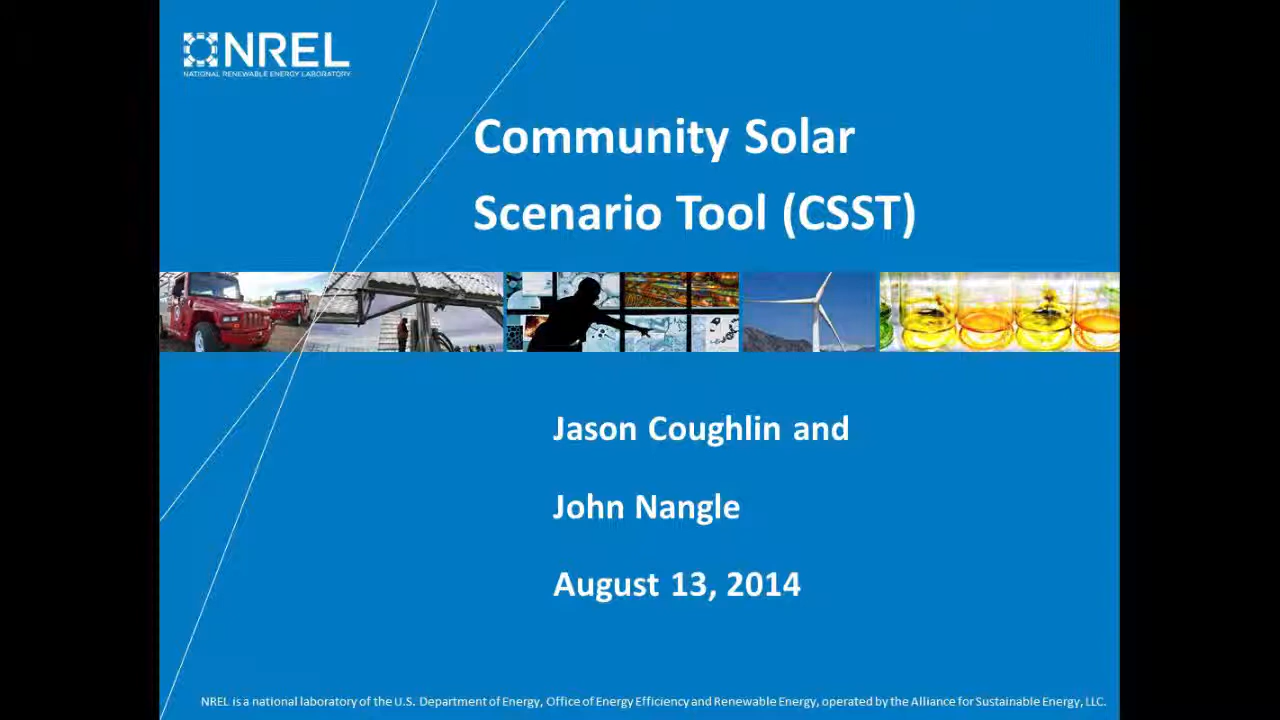 NREL
NATIONAL RENEWABLE ENERGY LABORATORY
Community Solar
Scenario Tool (CSST)
Jason Coughlin and
John Nangle
August 13, 2014
NREL is a national laboratory of the U.S. Department of Energy, Office of Energy Efficiency and Renewable Energy, operated by the Alliance for Sustainable Energy, LLC.